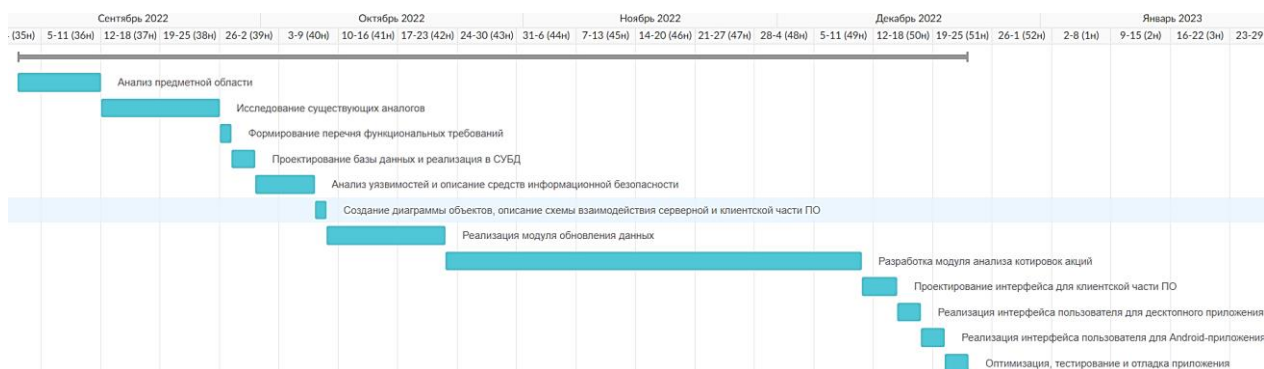 Сентябрь 2022 Октябрь 2022 Ноябрь 2022 Декабрь 2022 Январь 2023
(35н) 5-11 (36н) 12-18 (37н) 19-25 (38н) 26-2 (39н) 3-9 (40н) 10-16 (41н) 17-23 (42н) 24-30 (43н) 31-6 (44н) 7-13 (45н) 14-20 (46н) 21-27 (47н) 28-4 (48н) 5-11 (49н) 12-18 (50н) 19-25 (51н) 26-1 (52н) 2-8 (1н) 9-15 (2н) 16-22 (3н) 23-29
Анализ предметной области
Исследование существующих аналогов
Формирование перечня функциональных требований
Проектирование базы данных и реализация в СУБД
Анализ уязвимостей и описание средств информационной безопасности
Создание диаграммы объектов, описание схемы взаимодействия серверной и клиентской части ПО
Реализация модуля обновления данных
Разработка модуля анализа котировок акций
Проектирование интерфейса для клиентской части ПО
Реализация интерфейса пользователя для десктопного приложения
Реализация интерфейса пользователя для Android-приложения
Оптимизация, тестирование и отладка приложения